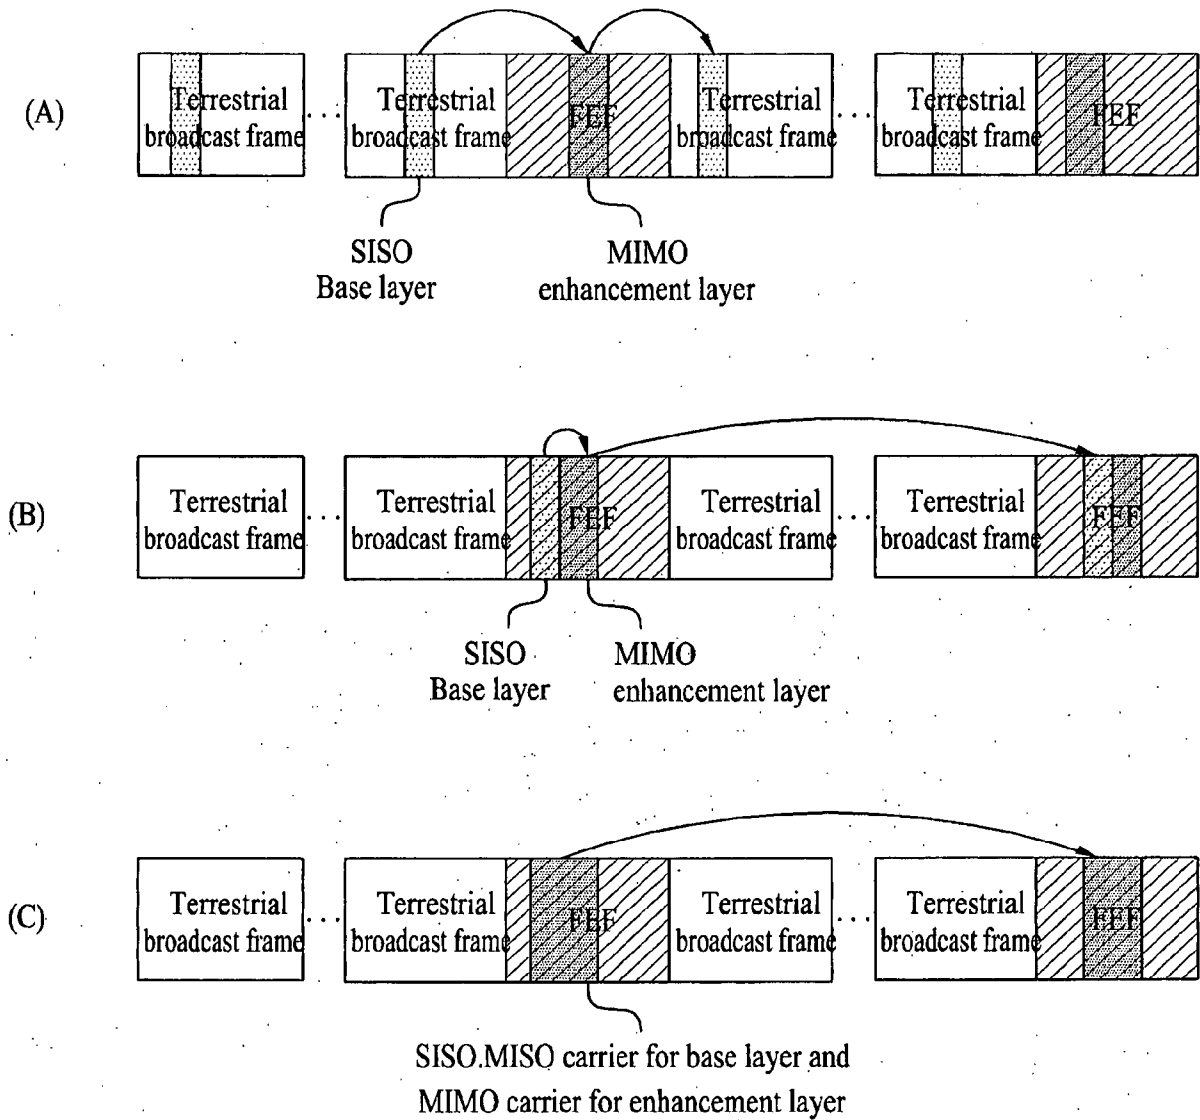 (A)
Terrestrial
broadcast frame
...
Terrestrial
broadcast frame
FEF
Terrestrial
broadcast frame
...
Terrestrial
broadcast frame
FEF
SISO
Base layer
MIMO
enhancement layer
(B)
Terrestrial
broadcast frame
...
Terrestrial
broadcast frame
FEF
Terrestrial
broadcast frame
...
Terrestrial
broadcast frame
FEF
SISO
Base layer
MIMO
enhancement layer
(C)
Terrestrial
broadcast frame
...
Terrestrial
broadcast frame
FEF
Terrestrial
broadcast frame
...
Terrestrial
broadcast frame
FEF
SISO.MISO carrier for base layer and
MIMO carrier for enhancement layer